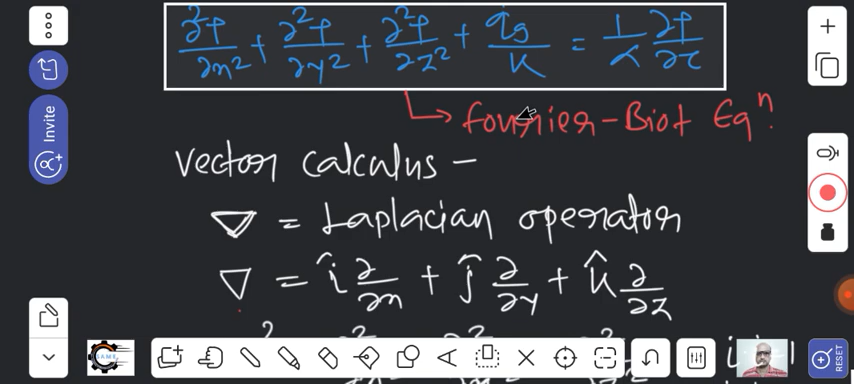 ∂²T/∂x² + ∂²T/∂y² + ∂²T/∂z² + qg/k = 1/α ∂T/∂τ
Fourier-Biot Eqⁿ.
Vector calculus -
∇ = Laplacian operator
∇ = î ∂/∂x + ĵ ∂/∂y + k̂ ∂/∂z
Invite
RESET